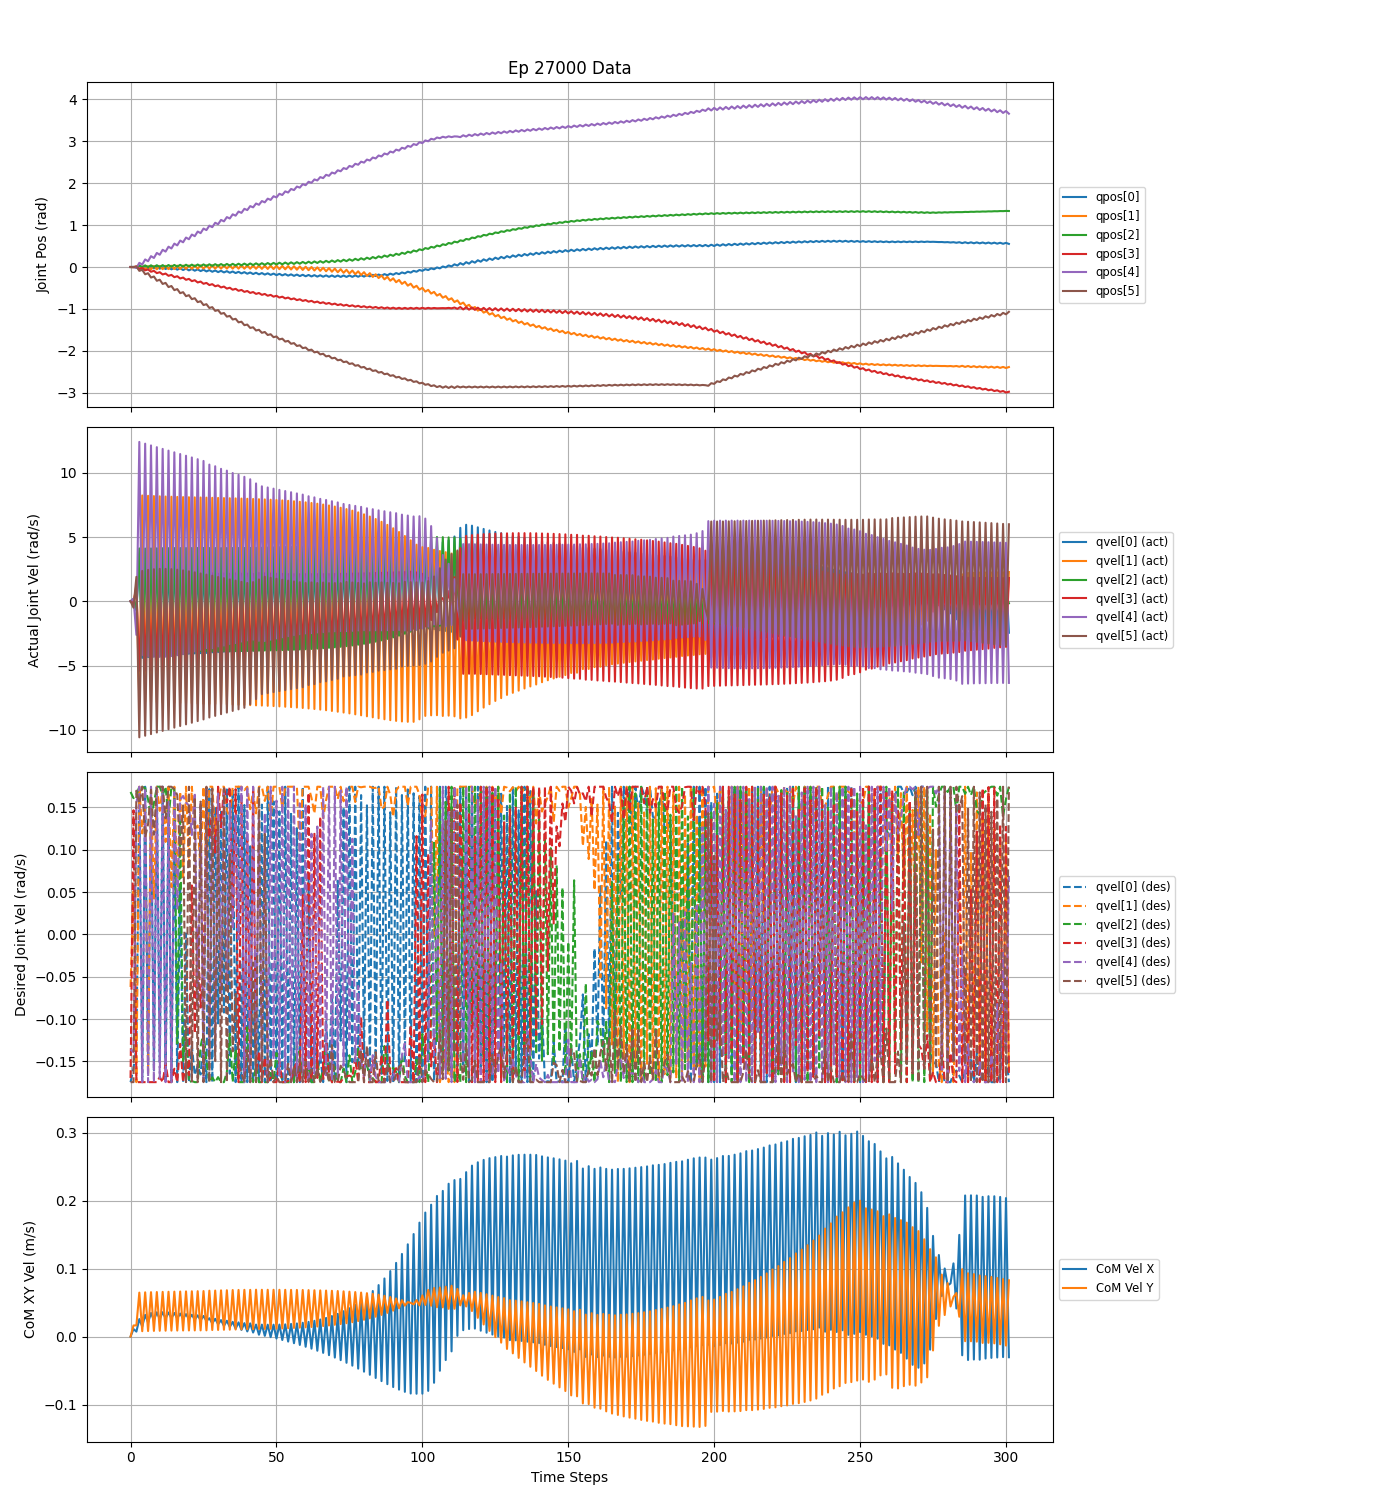 Ep 27000 Data
Joint Pos (rad)
4
3
2
1
0
−1
−2
−3
qpos[0]
qpos[1]
qpos[2]
qpos[3]
qpos[4]
qpos[5]
Actual Joint Vel (rad/s)
10
5
0
−5
−10
qvel[0] (act)
qvel[1] (act)
qvel[2] (act)
qvel[3] (act)
qvel[4] (act)
qvel[5] (act)
Desired Joint Vel (rad/s)
0.15
0.10
0.05
0.00
−0.05
−0.10
−0.15
qvel[0] (des)
qvel[1] (des)
qvel[2] (des)
qvel[3] (des)
qvel[4] (des)
qvel[5] (des)
CoM XY Vel (m/s)
0.3
0.2
0.1
0.0
−0.1
CoM Vel X
CoM Vel Y
0 50 100 150 200 250 300
Time Steps